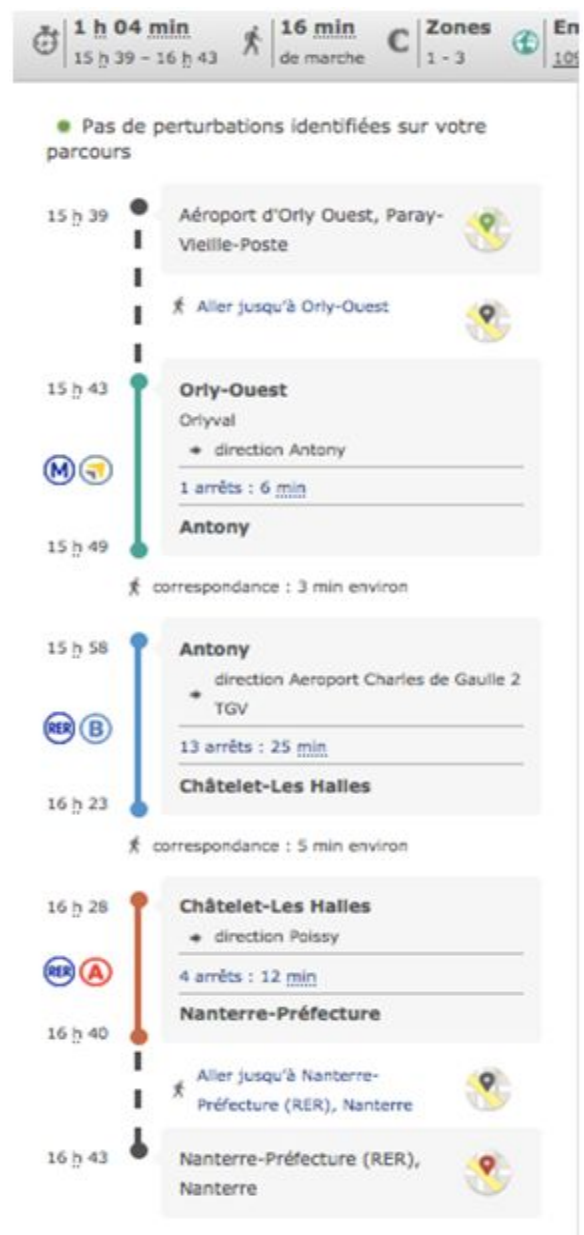 1 h 04 min
15 h 39 – 16 h 43
16 min
de marche
C
Zones
1 - 3
En
109
Pas de perturbations identifiées sur votre
parcours
15 h 39
Aéroport d'Orly Ouest, Paray-
Vieille-Poste
Aller jusqu'à Orly-Ouest
15 h 43
Orly-Ouest
Orlyval
direction Antony
M
1 arrêts : 6 min
Antony
15 h 49
correspondance : 3 min environ
15 h 58
Antony
direction Aeroport Charles de Gaulle 2
TGV
RER B
13 arrêts : 25 min
Châtelet-Les Halles
16 h 23
correspondance : 5 min environ
16 h 28
Châtelet-Les Halles
direction Poissy
RER A
4 arrêts : 12 min
Nanterre-Préfecture
16 h 40
Aller jusqu'à Nanterre-
Préfecture (RER), Nanterre
16 h 43
Nanterre-Préfecture (RER),
Nanterre